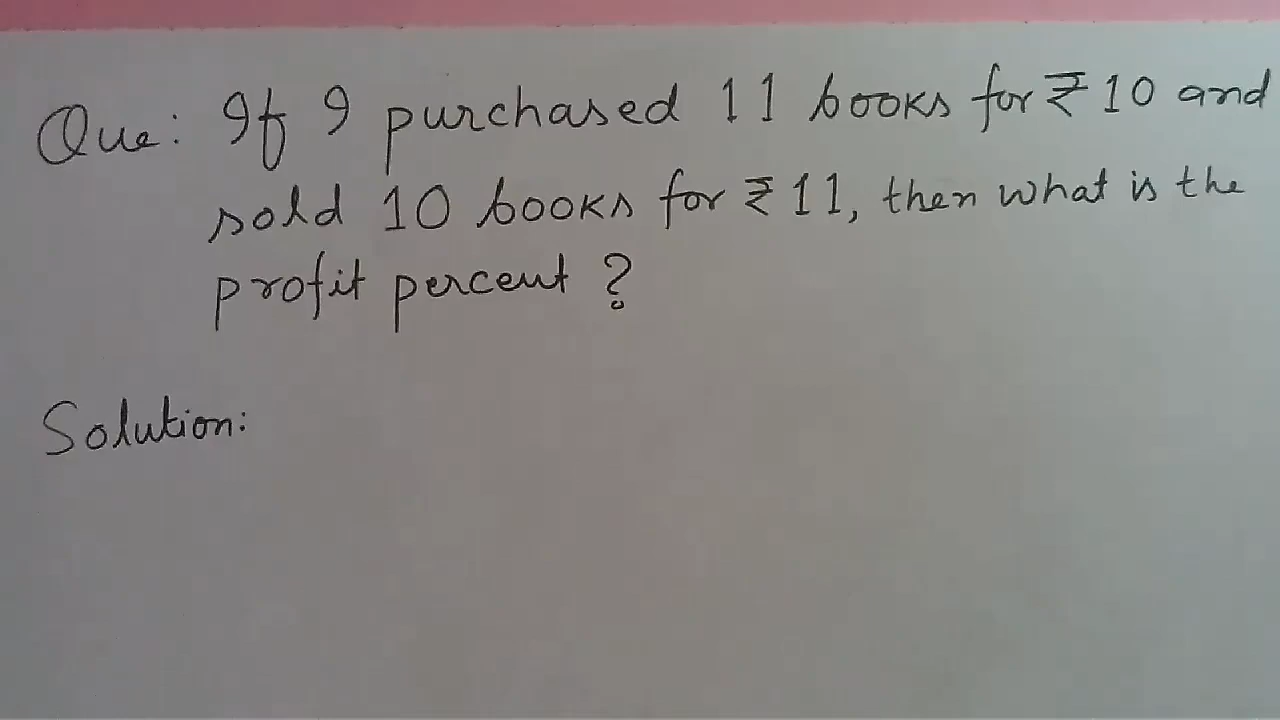 Que: If I purchased 11 books for ₹10 and
sold 10 books for ₹11, then what is the
profit percent ?
Solution: